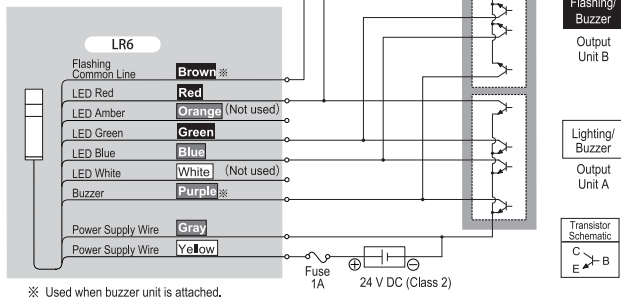 Flashing/
Buzzer
Output
Unit B
LR6
Flashing
Common Line Brown ※
LED Red Red
LED Amber Orange (Not used)
LED Green Green
LED Blue Blue
LED White White (Not used)
Buzzer Purple ※
Power Supply Wire Gray
Power Supply Wire Yellow
Lighting/
Buzzer
Output
Unit A
Transistor
Schematic
C
B
E
Fuse
1A
⊕ ⊖
24 V DC (Class 2)
※ Used when buzzer unit is attached.